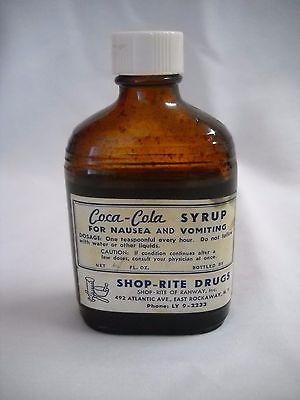 Coca-Cola SYRUP
FOR NAUSEA AND VOMITING
DOSAGE: One teaspoonful every hour. Do not follow
with water or other liquids.
CAUTION: If condition continues after a
few doses, consult your physician at once.
NET FL. OZ. BOTTLED BY
SHOP-RITE DRUGS
SHOP-RITE OF RAHWAY, Inc.
492 ATLANTIC AVE., EAST ROCKAWAY, N.Y.
Phone: LY 9-3233